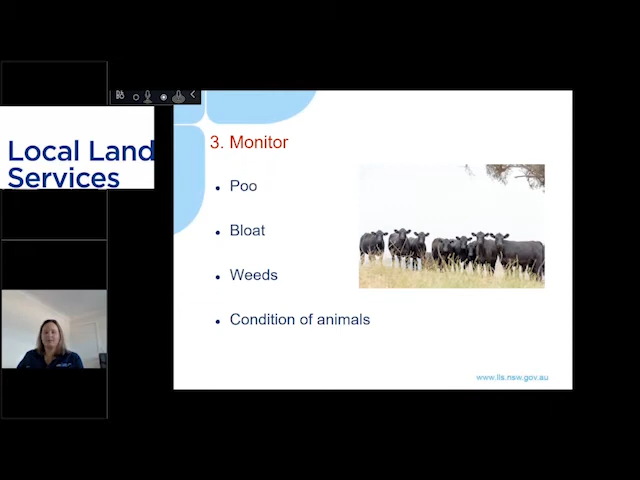 Local Land
Services
3. Monitor
• Poo
• Bloat
• Weeds
• Condition of animals
www.lls.nsw.gov.au